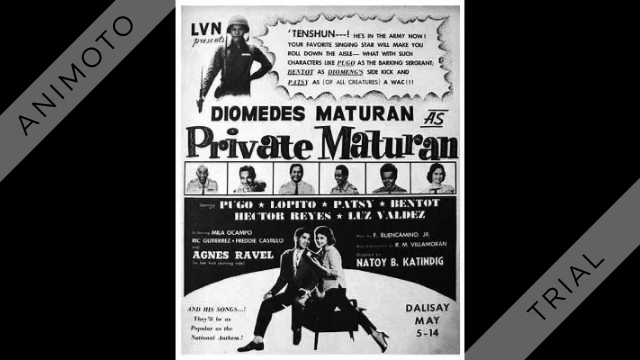 ANIMOTO
LVN
presents
'TENSHUN---! HE'S IN THE ARMY NOW!
YOUR FAVORITE SINGING STAR WILL MAKE YOU
ROLL DOWN THE AISLE— WHAT WITH SUCH
CHARACTERS LIKE PUGO AS THE BARKING SERGEANT;
BENTOT AS DIOMENG'S SIDE KICK AND
PATSY AS (OF ALL CREATURES) A WAC!!!
DIOMEDES MATURAN AS
Private Maturan
Starring PUGO ★ LOPITO ★ PATSY ★ BENTOT
HECTOR REYES ★ LUZ VALDEZ
MILA OCAMPO
RIC GUTIERREZ • FREDDIE CASTILLO
AGNES RAVEL
F. BUENCAMINO, JR.
R. M. VILLAMORAN
Directed by
NATOY B. KATINDIG
AND HIS SONGS...!
They'll be as
Popular as the
National Anthem!
DALISAY
MAY
5-14
TRIAL